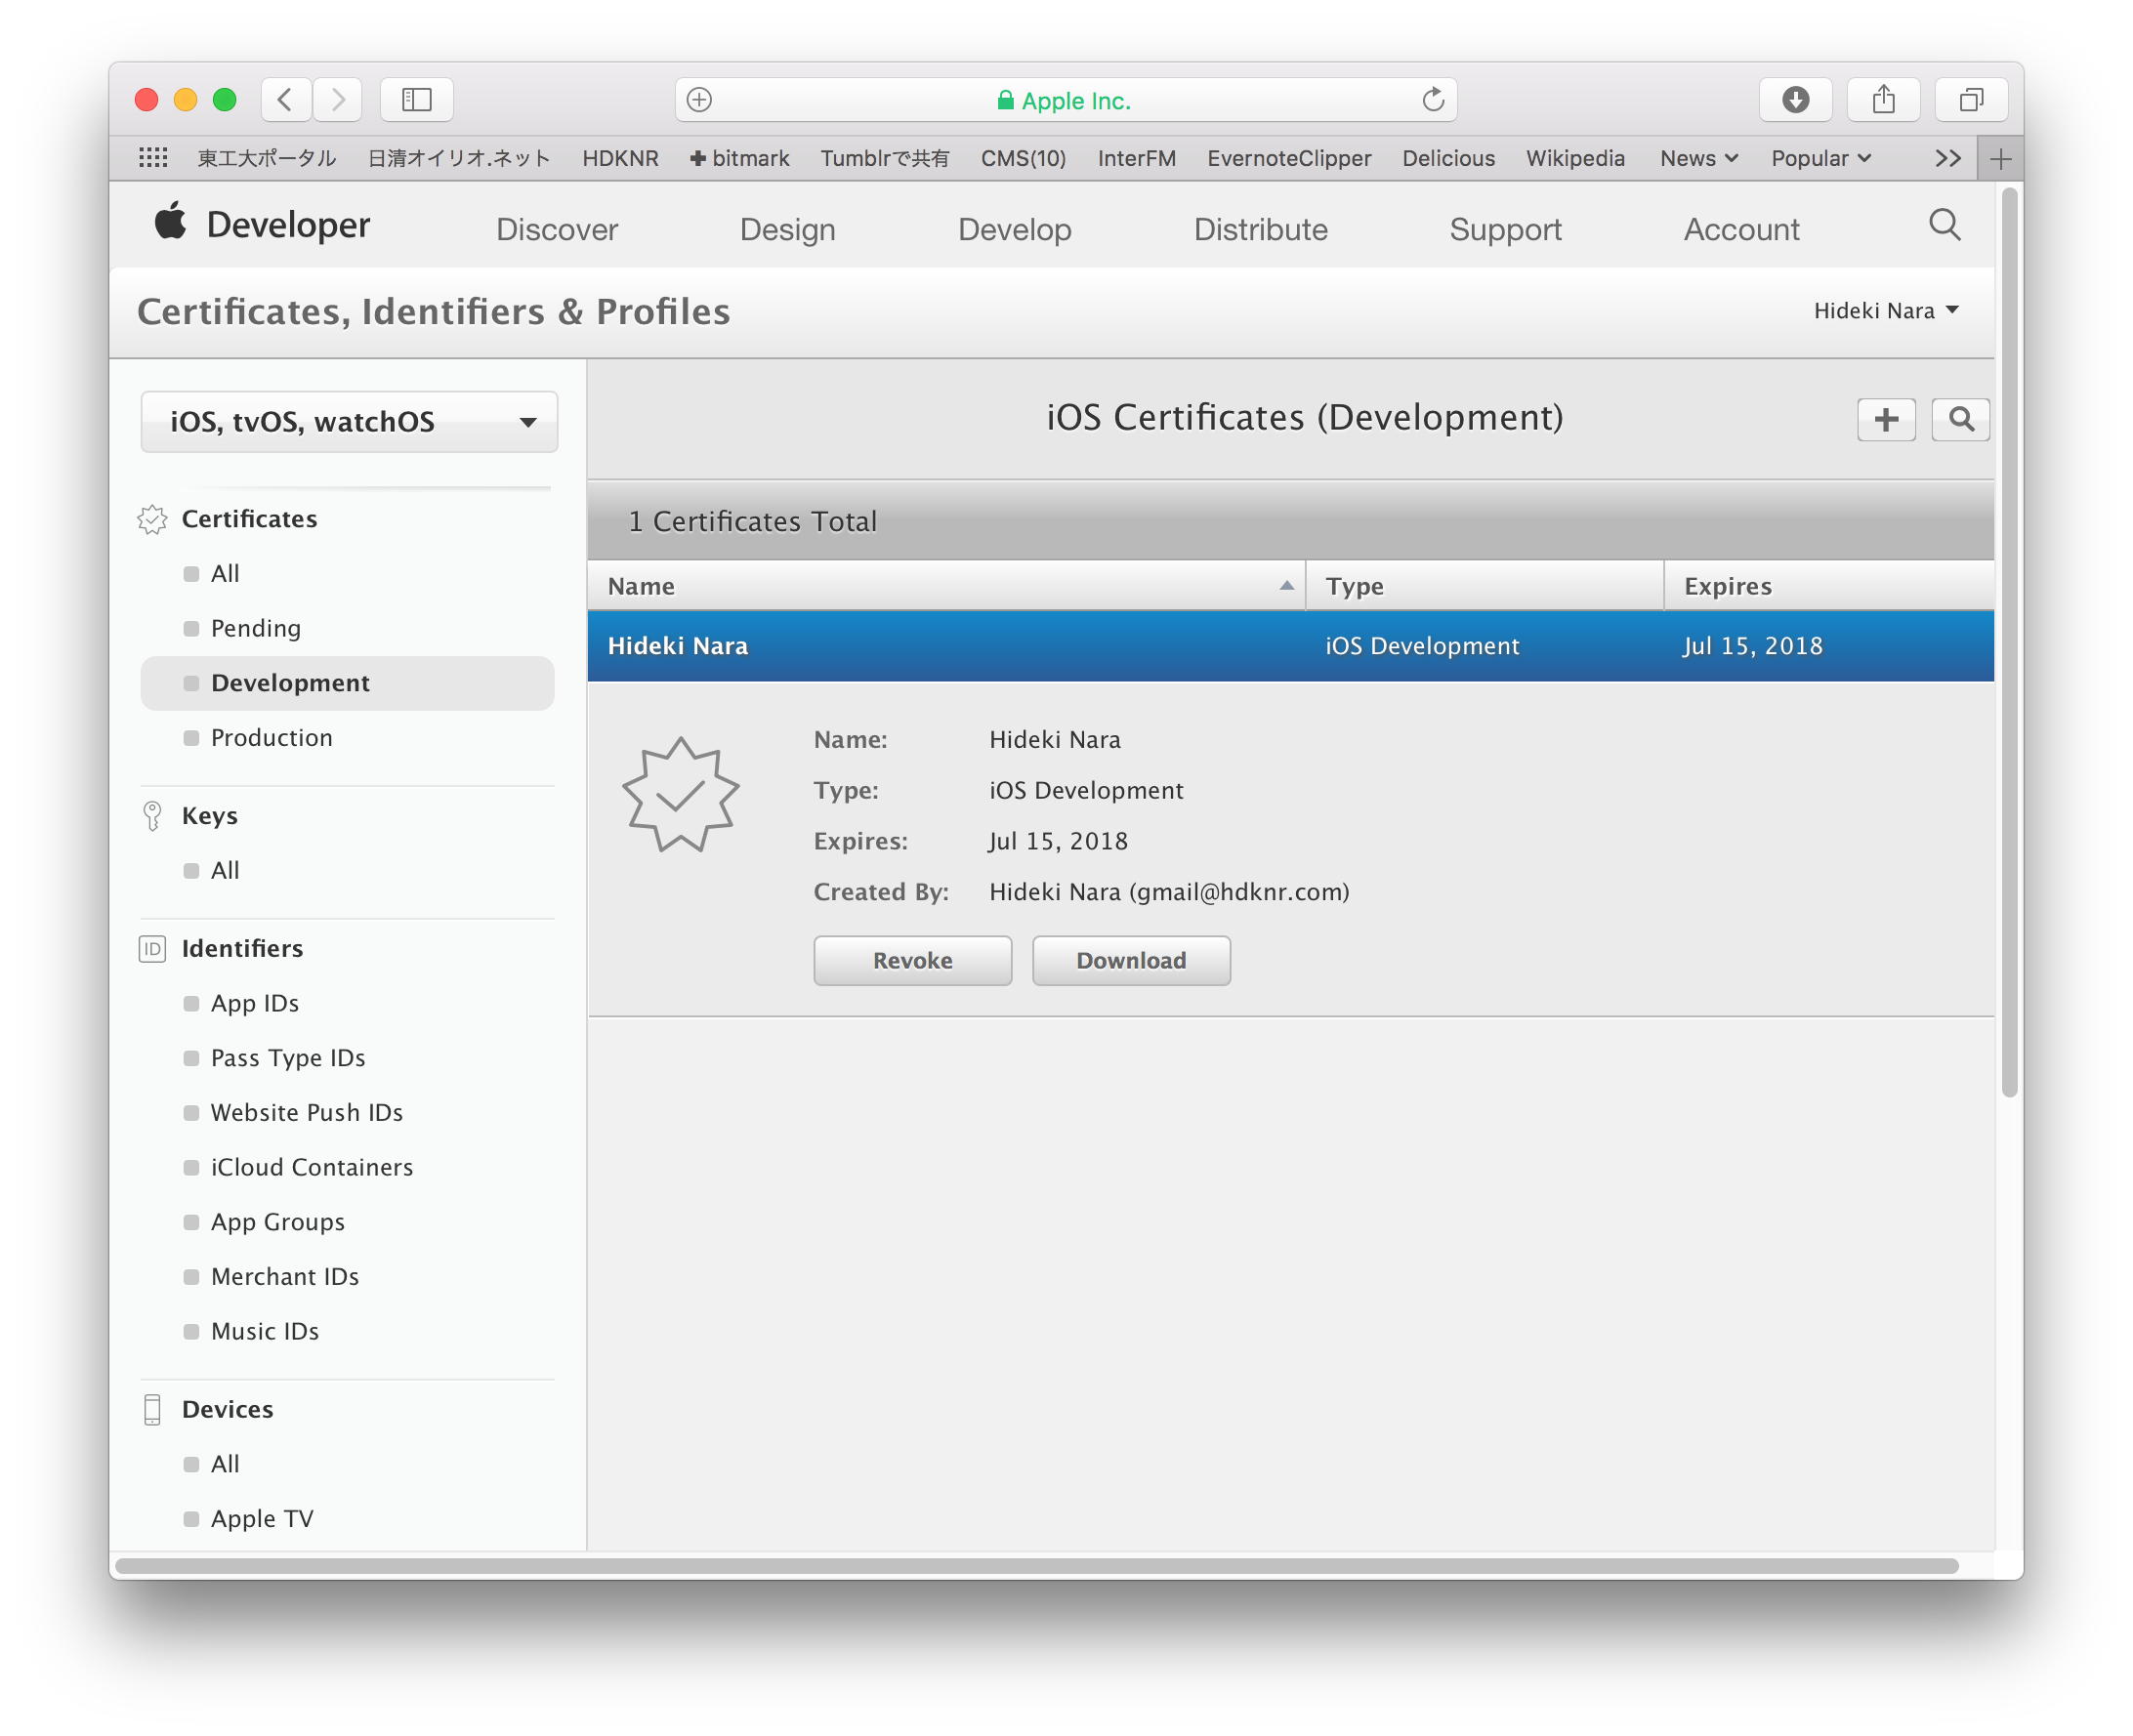 Apple Inc.
東工大ポータル 日清オイリオ.ネット HDKNR bitmark Tumblrで共有 CMS(10) InterFM EvernoteClipper Delicious Wikipedia News Popular
Developer Discover Design Develop Distribute Support Account
Certificates, Identifiers & Profiles Hideki Nara
iOS, tvOS, watchOS
Certificates
All
Pending
Development
Production
Keys
All
ID Identifiers
App IDs
Pass Type IDs
Website Push IDs
iCloud Containers
App Groups
Merchant IDs
Music IDs
Devices
All
Apple TV
iOS Certificates (Development)
1 Certificates Total
Name Type Expires
Hideki Nara iOS Development Jul 15, 2018
Name: Hideki Nara
Type: iOS Development
Expires: Jul 15, 2018
Created By: Hideki Nara (gmail@hdknr.com)
Revoke Download